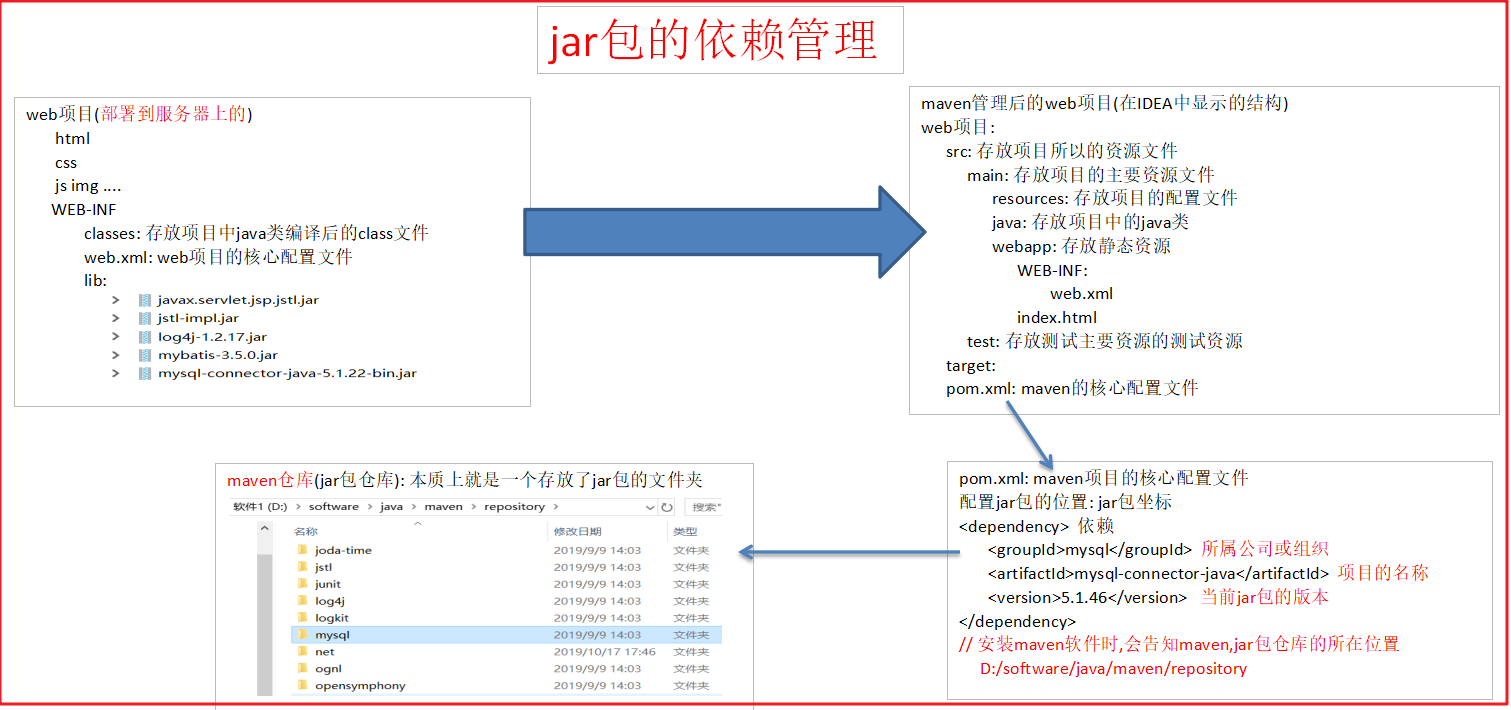 jar包的依赖管理
web项目(部署到服务器上的)
html
css
js img ....
WEB-INF
classes: 存放项目中java类编译后的class文件
web.xml: web项目的核心配置文件
lib:
> javax.servlet.jsp.jstl.jar
> jstl-impl.jar
> log4j-1.2.17.jar
> mybatis-3.5.0.jar
> mysql-connector-java-5.1.22-bin.jar
maven管理后的web项目(在IDEA中显示的结构)
web项目:
src: 存放项目所以的资源文件
main: 存放项目的主要资源文件
resources: 存放项目的配置文件
java: 存放项目中的java类
webapp: 存放静态资源
WEB-INF:
web.xml
index.html
test: 存放测试主要资源的测试资源
target:
pom.xml: maven的核心配置文件
maven仓库(jar包仓库): 本质上就是一个存放了jar包的文件夹
软件1 (D:) > software > java > maven > repository > 搜索"
名称 修改日期 类型
joda-time 2019/9/9 14:03 文件夹
jstl 2019/9/9 14:03 文件夹
junit 2019/9/9 14:03 文件夹
log4j 2019/9/9 14:03 文件夹
logkit 2019/9/9 14:03 文件夹
mysql 2019/9/9 14:03 文件夹
net 2019/10/17 17:46 文件夹
ognl 2019/9/9 14:03 文件夹
opensymphony 2019/9/9 14:03 文件夹
pom.xml: maven项目的核心配置文件
配置jar包的位置: jar包坐标
<dependency> 依赖
<groupId>mysql</groupId> 所属公司或组织
<artifactId>mysql-connector-java</artifactId> 项目的名称
<version>5.1.46</version> 当前jar包的版本
</dependency>
// 安装maven软件时,会告知maven,jar包仓库的所在位置
D:/software/java/maven/repository